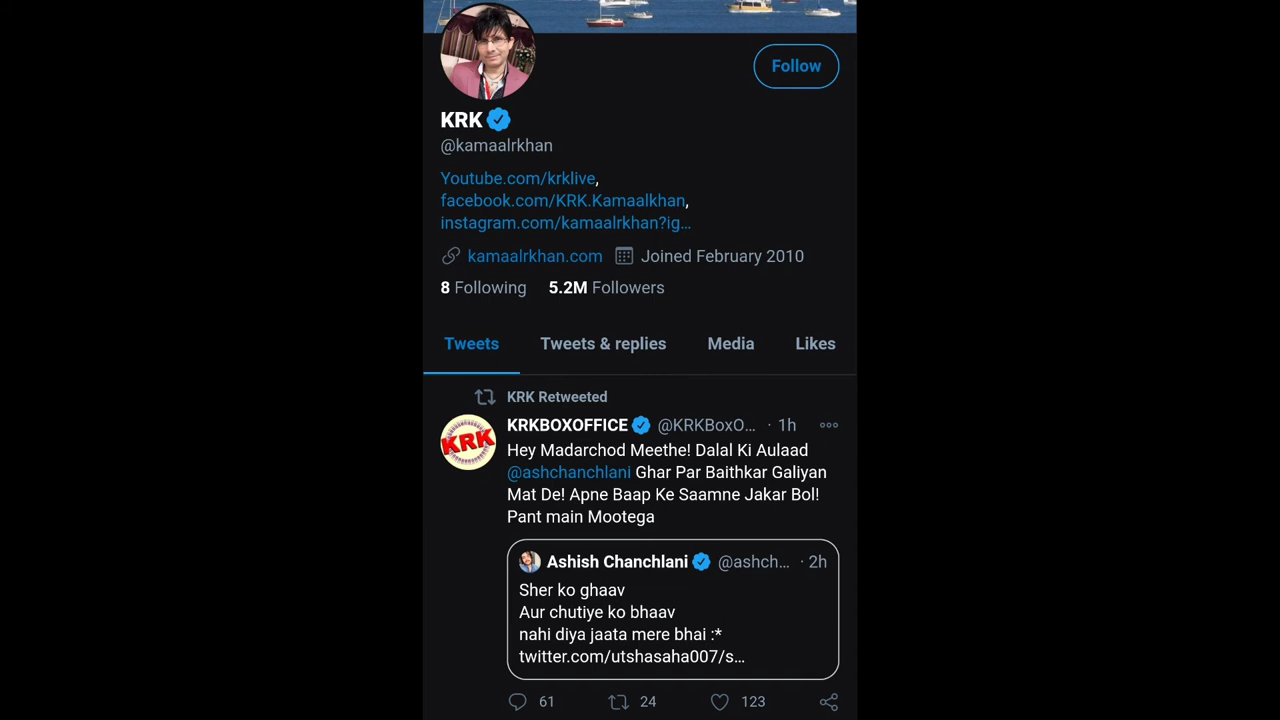 Follow
KRK
@kamaalrkhan
Youtube.com/krklive,
facebook.com/KRK.Kamaalkhan,
instagram.com/kamaalrkhan?ig…
kamaalrkhan.com Joined February 2010
8 Following 5.2M Followers
Tweets Tweets & replies Media Likes
KRK Retweeted
KRK
KRKBOXOFFICE @KRKBoxO… · 1h
Hey Madarchod Meethe! Dalal Ki Aulaad
@ashchanchlani Ghar Par Baithkar Galiyan
Mat De! Apne Baap Ke Saamne Jakar Bol!
Pant main Mootega
Ashish Chanchlani @ashch… · 2h
Sher ko ghaav
Aur chutiye ko bhaav
nahi diya jaata mere bhai :*
twitter.com/utshasaha007/s…
61 24 123